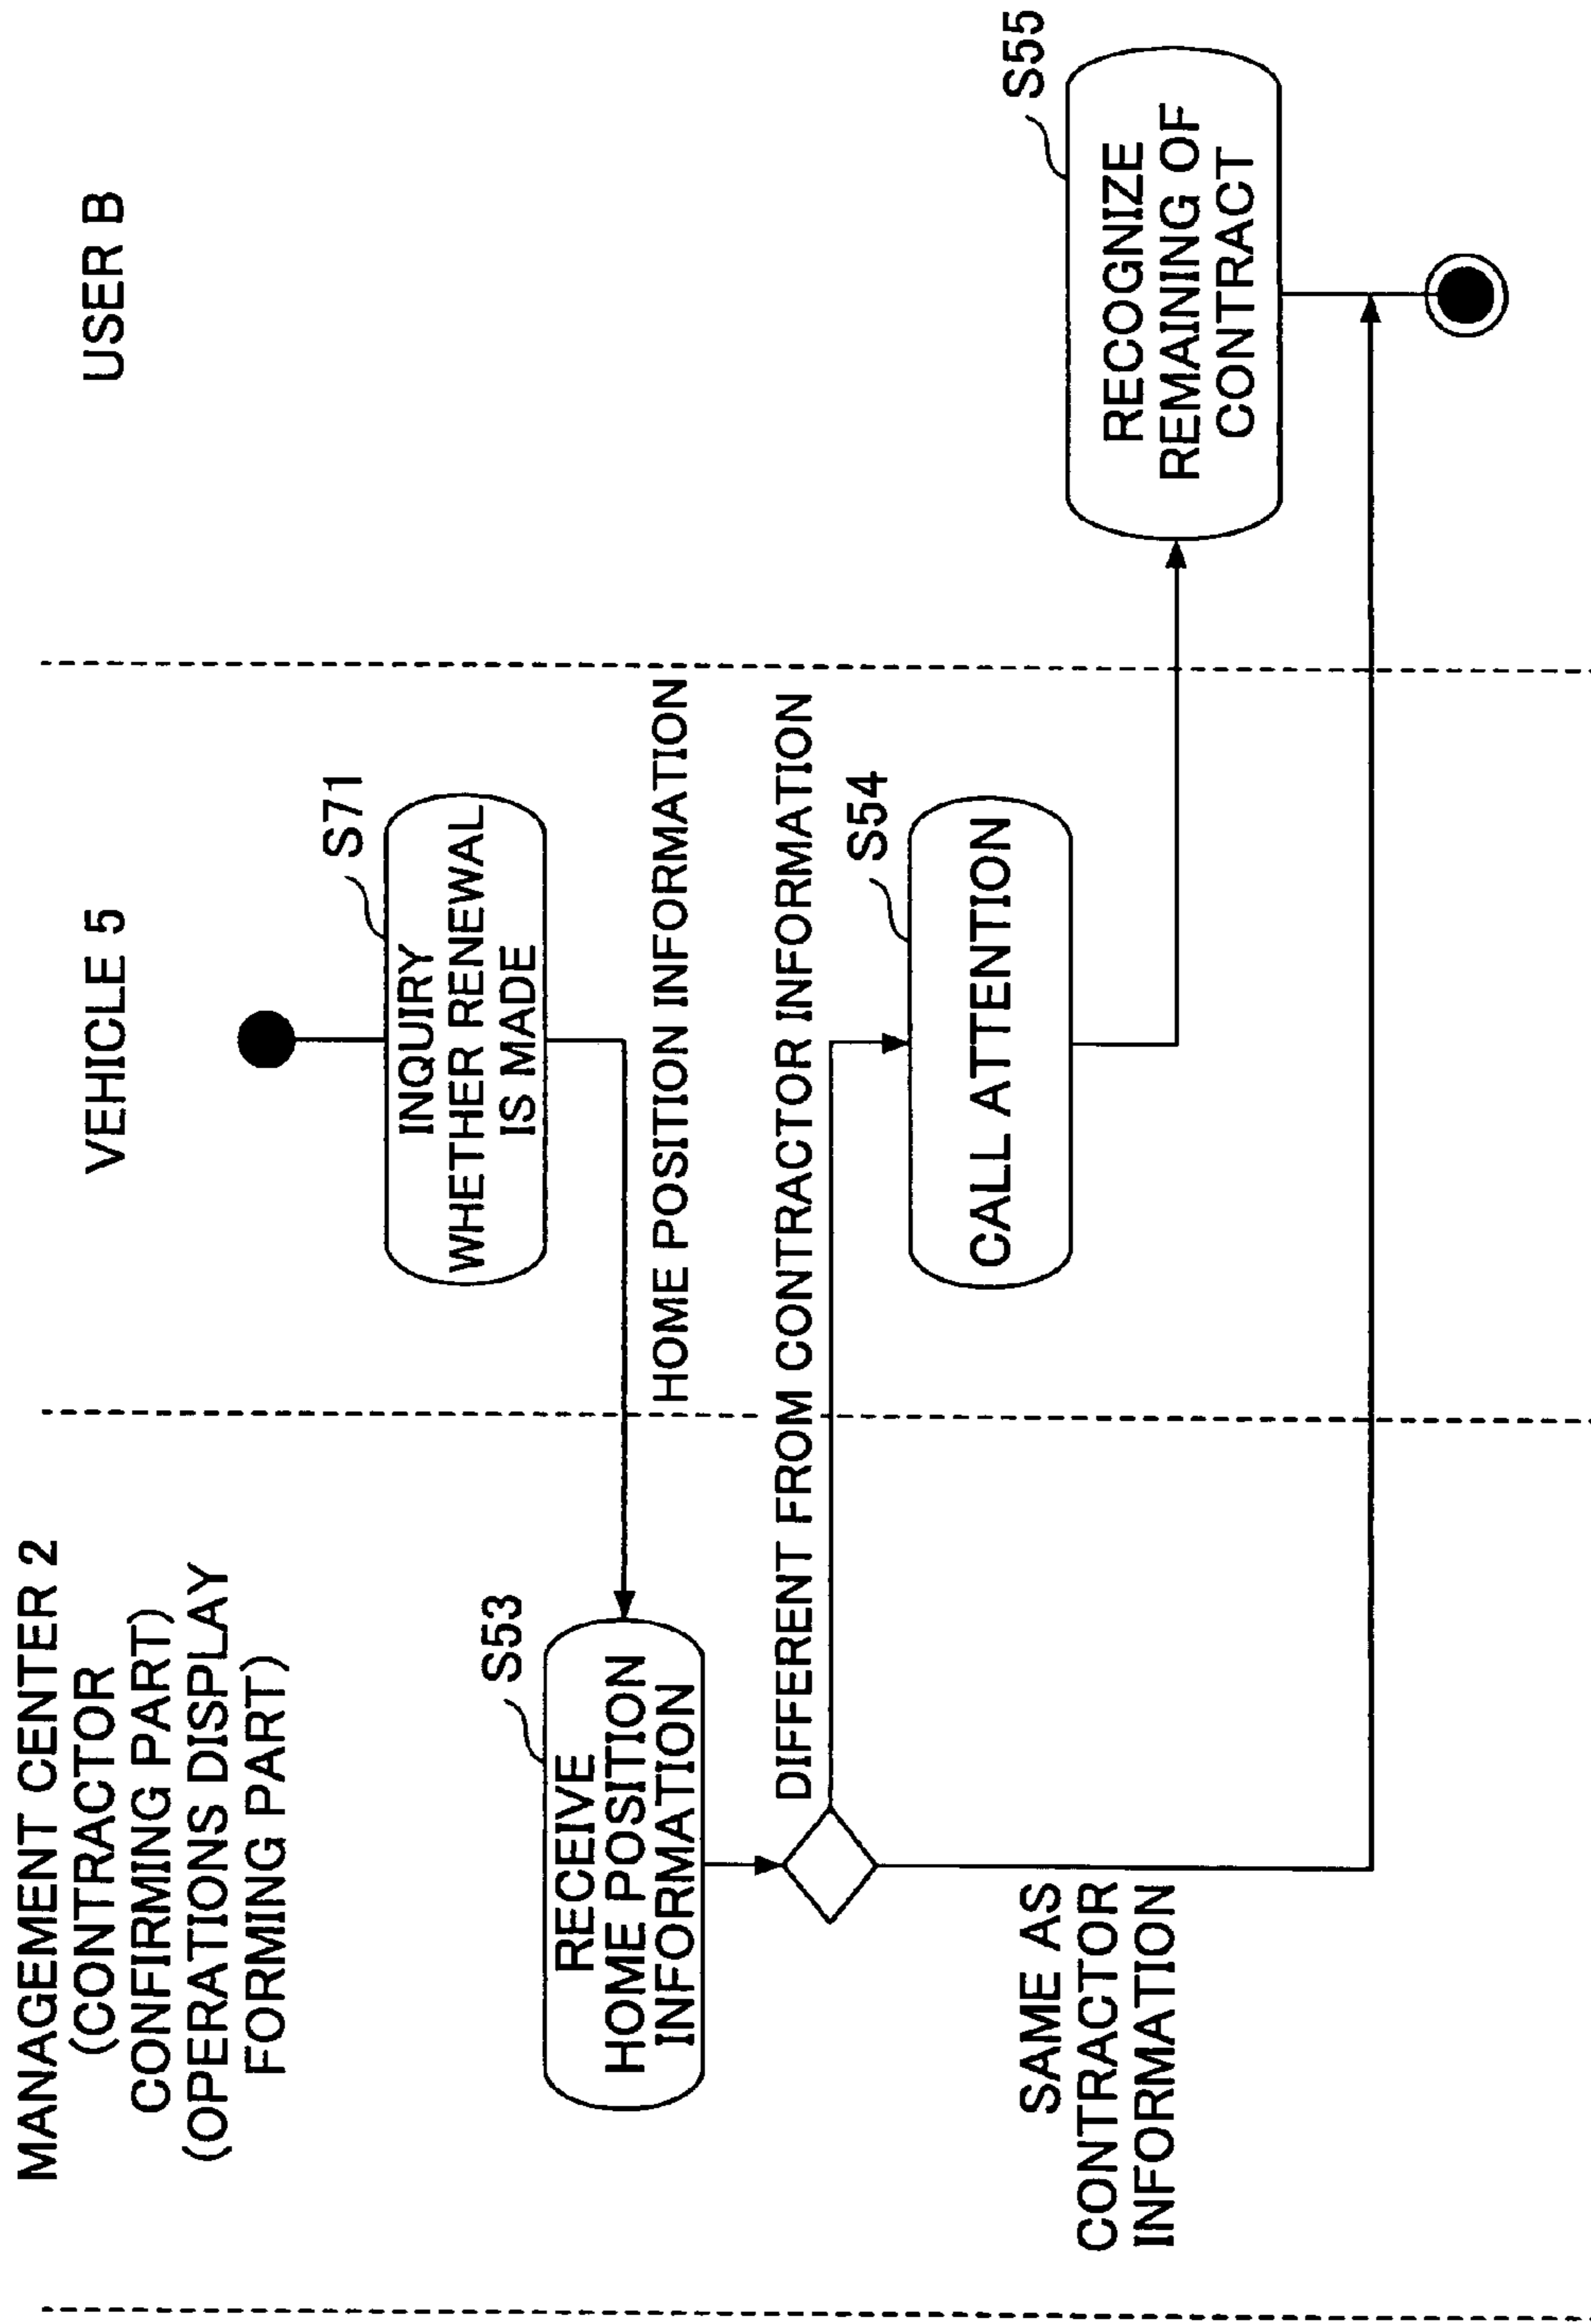 MANAGEMENT CENTER 2
(CONTRACTOR
CONFIRMING PART)
(OPERATIONS DISPLAY
FORMING PART)
VEHICLE 5
USER B
S71
INQUIRY
WHETHER RENEWAL
IS MADE
HOME POSITION INFORMATION
S53
RECEIVE
HOME POSITION
INFORMATION
DIFFERENT FROM CONTRACTOR INFORMATION
S54
CALL ATTENTION
SAME AS
CONTRACTOR
INFORMATION
S55
RECOGNIZE
REMAINING OF
CONTRACT